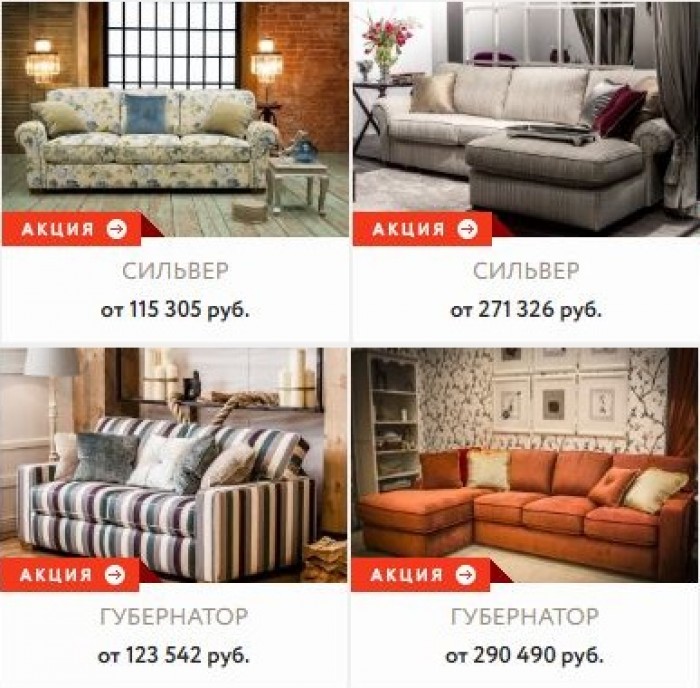 АКЦИЯ
АКЦИЯ
СИЛЬВЕР
СИЛЬВЕР
от 115 305 руб.
от 271 326 руб.
АКЦИЯ
АКЦИЯ
ГУБЕРНАТОР
ГУБЕРНАТОР
от 123 542 руб.
от 290 490 руб.